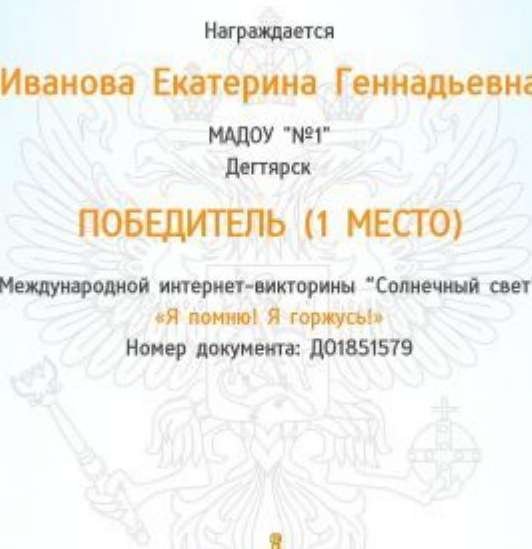 Награждается
Иванова Екатерина Геннадьевна
МАДОУ "№1"
Дегтярск
ПОБЕДИТЕЛЬ (1 МЕСТО)
Международной интернет-викторины "Солнечный свет
«Я помню! Я горжусь!»
Номер документа: ДО1851579